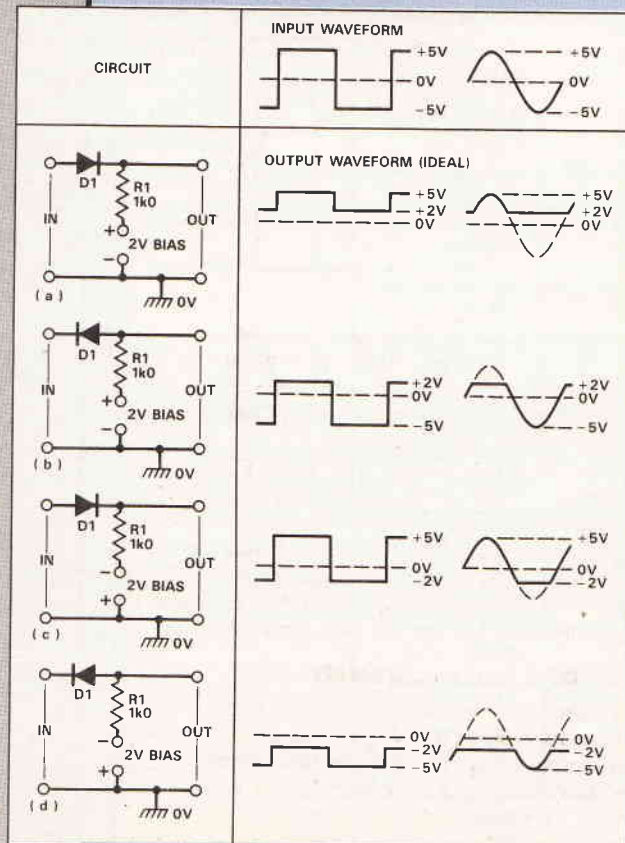 CIRCUIT
INPUT WAVEFORM
+5V
0V
−5V
+5V
0V
−5V
OUTPUT WAVEFORM (IDEAL)
D1
R1
1k0
IN
OUT
+
2V BIAS
−
0V
(a)
+5V
+2V
0V
+5V
+2V
0V
D1
R1
1k0
IN
OUT
+
2V BIAS
−
0V
(b)
+2V
0V
−5V
+2V
0V
−5V
D1
R1
1k0
IN
OUT
−
2V BIAS
+
0V
(c)
+5V
0V
−2V
+5V
0V
−2V
D1
R1
1k0
IN
OUT
−
2V BIAS
+
0V
(d)
0V
−2V
−5V
0V
−2V
−5V